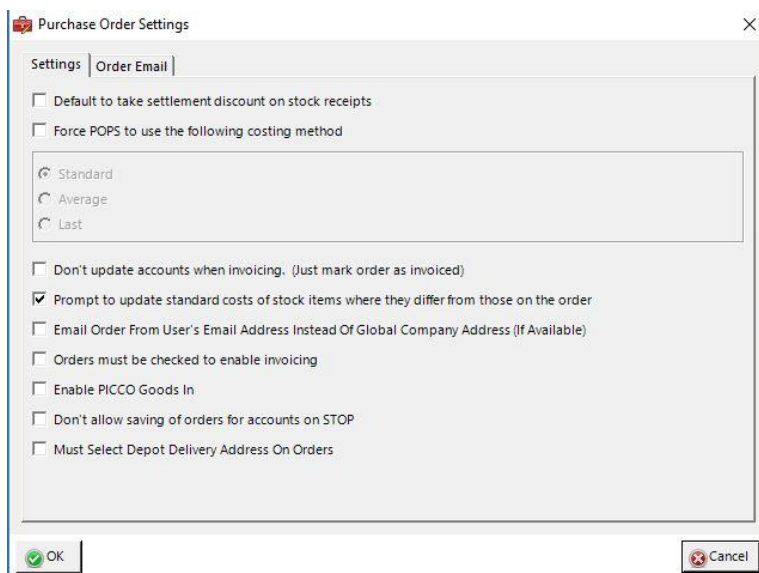 Purchase Order Settings
Settings
Order Email
Default to take settlement discount on stock receipts
Force POPS to use the following costing method
Standard
Average
Last
Don't update accounts when invoicing. (Just mark order as invoiced)
Prompt to update standard costs of stock items where they differ from those on the order
Email Order From User's Email Address Instead Of Global Company Address (If Available)
Orders must be checked to enable invoicing
Enable PICCO Goods In
Don't allow saving of orders for accounts on STOP
Must Select Depot Delivery Address On Orders
OK
Cancel